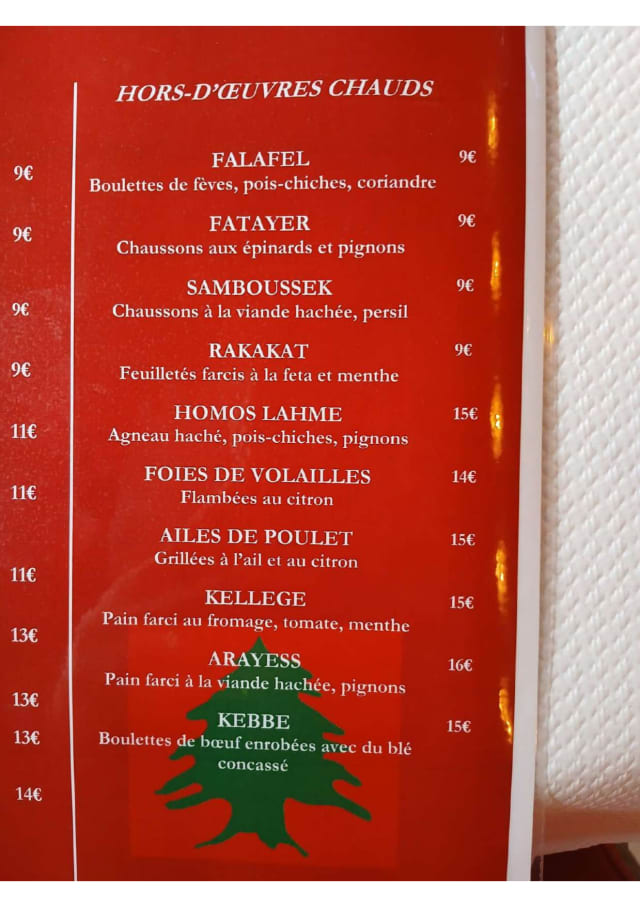 HORS-D'ŒUVRES CHAUDS
9€
FALAFEL 9€
Boulettes de fèves, pois-chiches, coriandre
9€
FATAYER 9€
Chaussons aux épinards et pignons
9€
SAMBOUSSEK 9€
Chaussons à la viande hachée, persil
9€
RAKAKAT 9€
Feuilletés farcis à la feta et menthe
11€
HOMOS LAHME 15€
Agneau haché, pois-chiches, pignons
11€
FOIES DE VOLAILLES 14€
Flambées au citron
11€
AILES DE POULET 15€
Grillées à l'ail et au citron
13€
KELLEGE 15€
Pain farci au fromage, tomate, menthe
13€
ARAYESS 16€
Pain farci à la viande hachée, pignons
13€
KEBBE 15€
Boulettes de bœuf enrobées avec du blé
concassé
14€